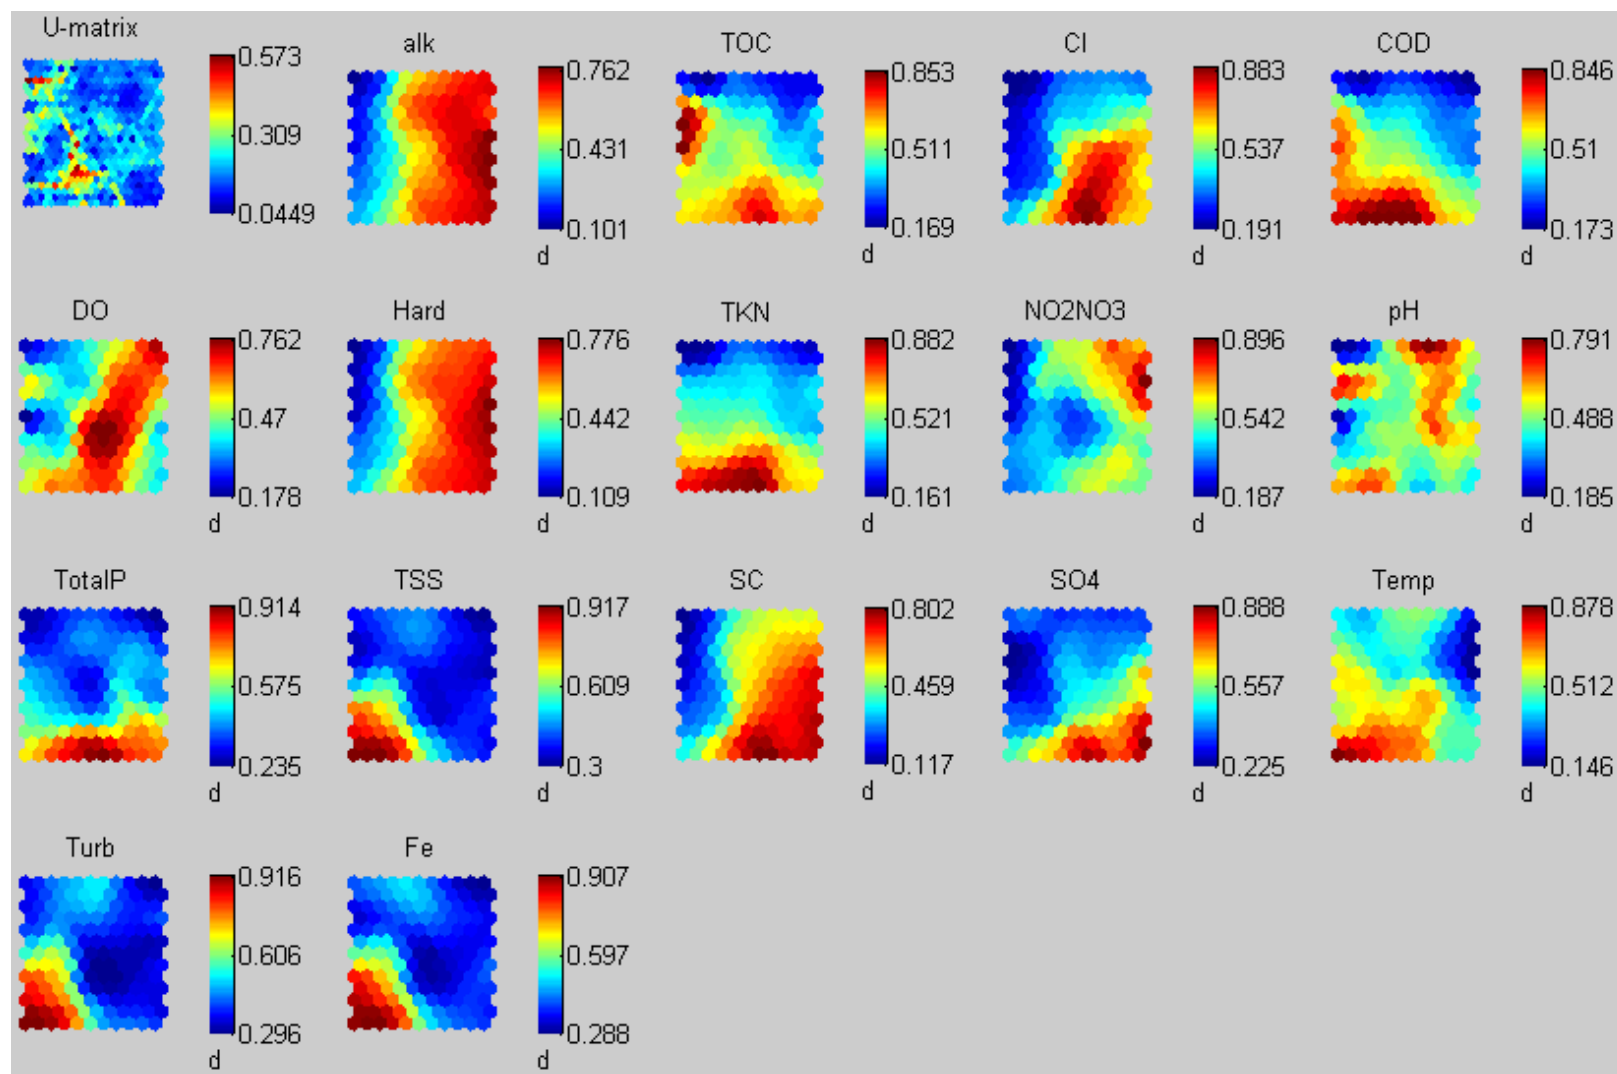 U-matrix
0.573
0.309
0.0449
alk
0.762
0.431
0.101
d
TOC
0.853
0.511
0.169
d
Cl
0.883
0.537
0.191
d
COD
0.846
0.51
0.173
d
DO
0.762
0.47
0.178
d
Hard
0.776
0.442
0.109
d
TKN
0.882
0.521
0.161
d
NO2NO3
0.896
0.542
0.187
d
pH
0.791
0.488
0.185
d
TotalP
0.914
0.575
0.235
d
TSS
0.917
0.609
0.3
d
SC
0.802
0.459
0.117
d
SO4
0.888
0.557
0.225
d
Temp
0.878
0.512
0.146
d
Turb
0.916
0.606
0.296
d
Fe
0.907
0.597
0.288
d